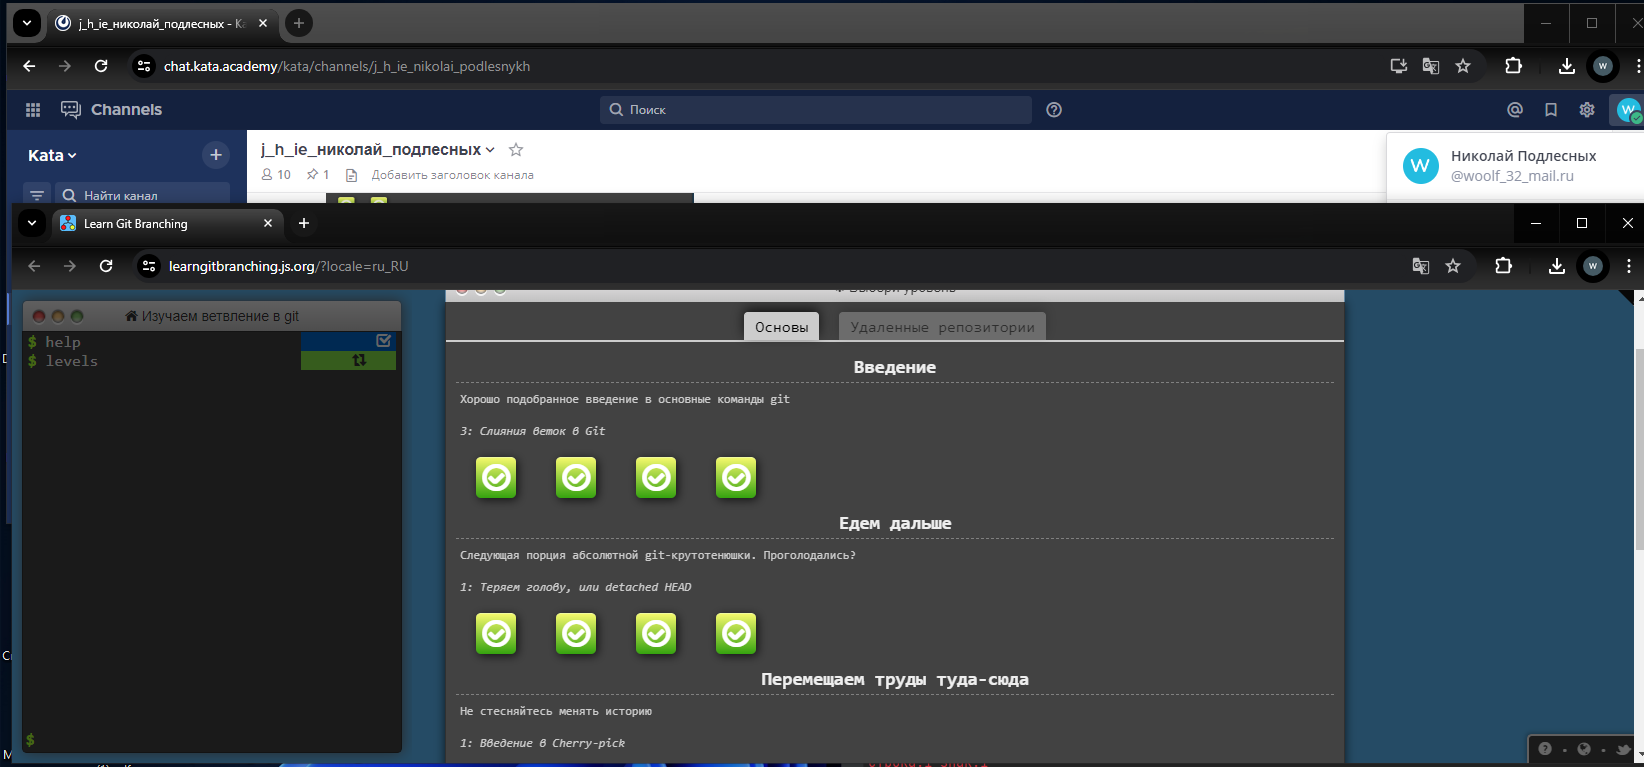 j_h_ie_николай_подлесных - Ka
chat.kata.academy/kata/channels/j_h_ie_nikolai_podlesnykh
W
Channels
Поиск
W
Kata
j_h_ie_николай_подлесных
10
1
Добавить заголовок канала
Найти канал
W
Николай Подлесных
@woolf_32_mail.ru
Learn Git Branching
learngitbranching.js.org/?locale=ru_RU
W
Изучаем ветвление в git
$ help
$ levels
$
Выбери уровень
Основы
Удаленные репозитории
Введение
Хорошо подобранное введение в основные команды git
3: Слияния веток в Git
Едем дальше
Следующая порция абсолютной git-крутотенюшки. Проголодались?
1: Теряем голову, или detached HEAD
Перемещаем труды туда-сюда
Не стесняйтесь менять историю
1: Введение в Cherry-pick